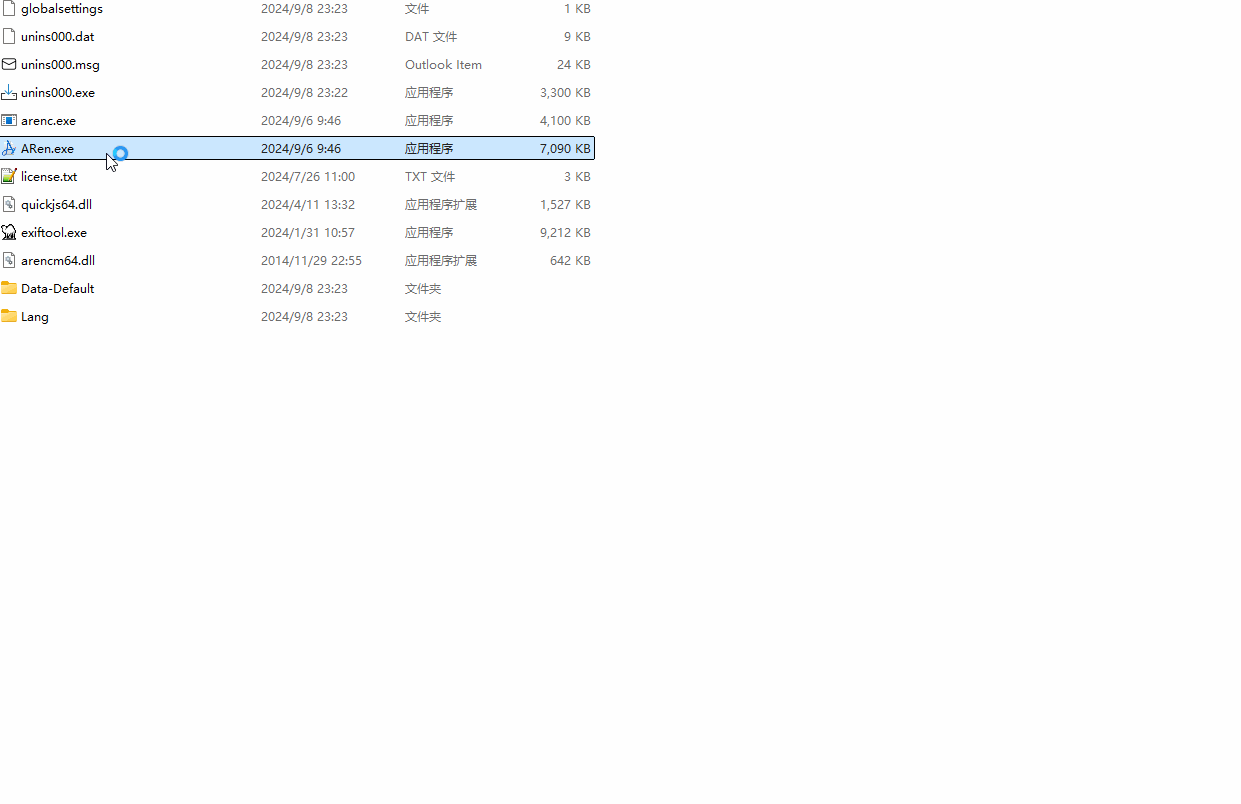 globalsettings 2024/9/8 23:23 文件 1 KB
unins000.dat 2024/9/8 23:23 DAT 文件 9 KB
unins000.msg 2024/9/8 23:23 Outlook Item 24 KB
unins000.exe 2024/9/8 23:22 应用程序 3,300 KB
arenc.exe 2024/9/6 9:46 应用程序 4,100 KB
ARen.exe 2024/9/6 9:46 应用程序 7,090 KB
license.txt 2024/7/26 11:00 TXT 文件 3 KB
quickjs64.dll 2024/4/11 13:32 应用程序扩展 1,527 KB
exiftool.exe 2024/1/31 10:57 应用程序 9,212 KB
arencm64.dll 2014/11/29 22:55 应用程序扩展 642 KB
Data-Default 2024/9/8 23:23 文件夹
Lang 2024/9/8 23:23 文件夹